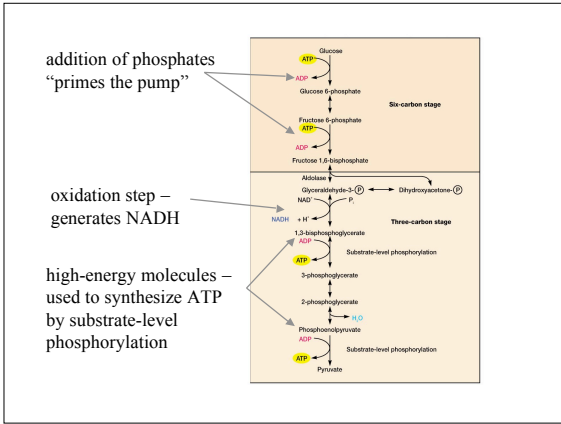 addition of phosphates
“primes the pump”
oxidation step –
generates NADH
high-energy molecules –
used to synthesize ATP
by substrate-level
phosphorylation
Glucose
ATP
ADP
Glucose 6-phosphate
Six-carbon stage
Fructose 6-phosphate
ATP
ADP
Fructose 1,6-bisphosphate
Aldolase
Glyceraldehyde-3-P
Dihydroxyacetone-P
NAD+
Pi
NADH
+ H+
Three-carbon stage
1,3-bisphosphoglycerate
ADP
Substrate-level phosphorylation
ATP
3-phosphoglycerate
2-phosphoglycerate
H2O
Phosphoenolpyruvate
ADP
Substrate-level phosphorylation
ATP
Pyruvate